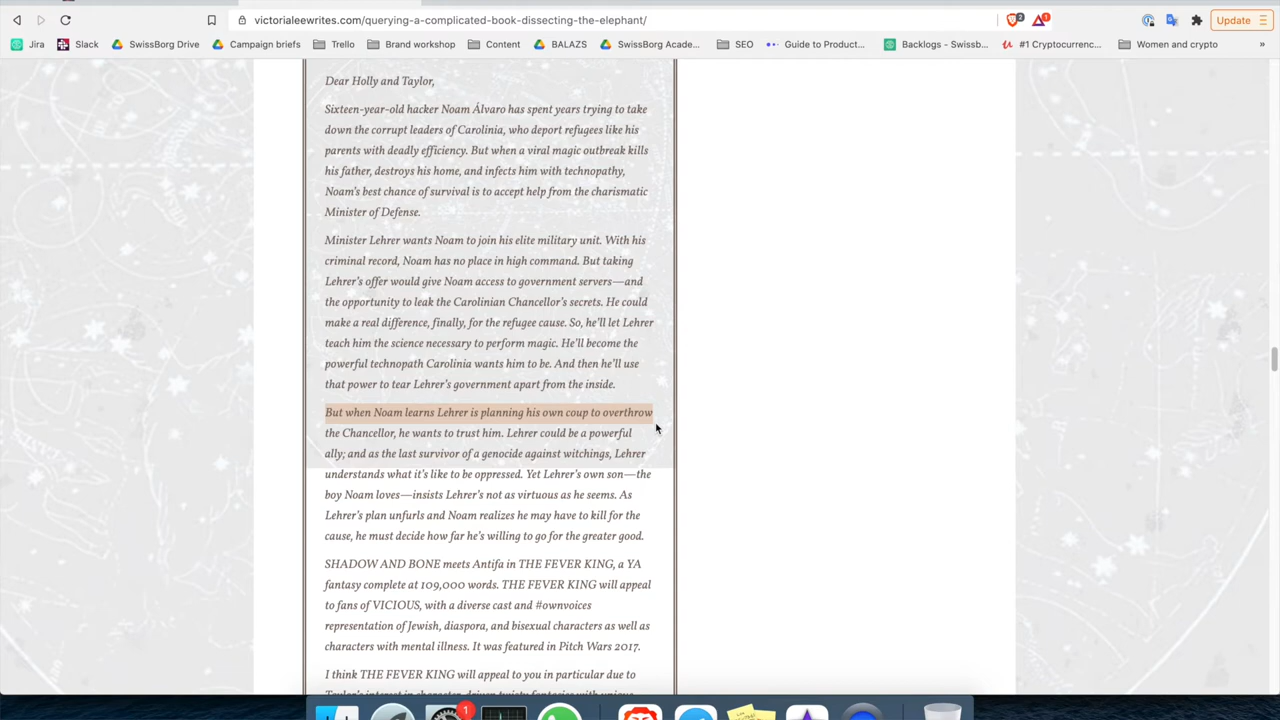 victorialeewrites.com/querying-a-complicated-book-dissecting-the-elephant/
2
1
Update
Jira
Slack
SwissBorg Drive
Campaign briefs
Trello
Brand workshop
Content
BALAZS
SwissBorg Acade...
SEO
Guide to Product...
Backlogs - Swissb...
#1 Cryptocurrenc...
Women and crypto
»
Dear Holly and Taylor,
Sixteen-year-old hacker Noam Álvaro has spent years trying to take
down the corrupt leaders of Carolinia, who deport refugees like his
parents with deadly efficiency. But when a viral magic outbreak kills
his father, destroys his home, and infects him with technopathy,
Noam's best chance of survival is to accept help from the charismatic
Minister of Defense.
Minister Lehrer wants Noam to join his elite military unit. With his
criminal record, Noam has no place in high command. But taking
Lehrer's offer would give Noam access to government servers—and
the opportunity to leak the Carolinian Chancellor's secrets. He could
make a real difference, finally, for the refugee cause. So, he'll let Lehrer
teach him the science necessary to perform magic. He'll become the
powerful technopath Carolinia wants him to be. And then he'll use
that power to tear Lehrer's government apart from the inside.
But when Noam learns Lehrer is planning his own coup to overthrow
the Chancellor, he wants to trust him. Lehrer could be a powerful
ally; and as the last survivor of a genocide against witchings, Lehrer
understands what it's like to be oppressed. Yet Lehrer's own son—the
boy Noam loves—insists Lehrer's not as virtuous as he seems. As
Lehrer's plan unfurls and Noam realizes he may have to kill for the
cause, he must decide how far he's willing to go for the greater good.
SHADOW AND BONE meets Antifa in THE FEVER KING, a YA
fantasy complete at 109,000 words. THE FEVER KING will appeal
to fans of VICIOUS, with a diverse cast and #ownvoices
representation of Jewish, diaspora, and bisexual characters as well as
characters with mental illness. It was featured in Pitch Wars 2017.
I think THE FEVER KING will appeal to you in particular due to
Taylor's interest in character-driven twisty fantasies with unique
1